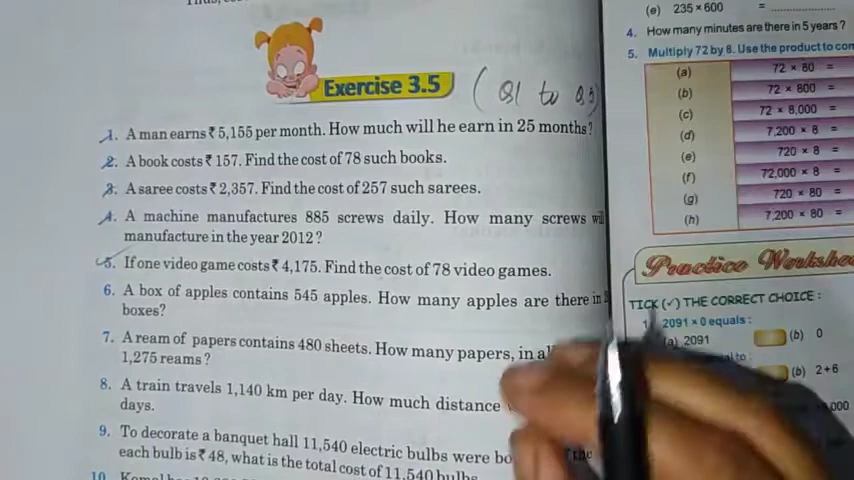 Exercise 3.5
( Q1 to Q5)
1. A man earns ₹ 5,155 per month. How much will he earn in 25 months?
2. A book costs ₹ 157. Find the cost of 78 such books.
3. A saree costs ₹ 2,357. Find the cost of 257 such sarees.
4. A machine manufactures 885 screws daily. How many screws
manufacture in the year 2012?
5. If one video game costs ₹ 4,175. Find the cost of 78 video games.
6. A box of apples contains 545 apples. How many apples are there in
boxes?
7. A ream of papers contains 480 sheets. How many papers, in
1,275 reams?
8. A train travels 1,140 km per day. How much distance
days.
9. To decorate a banquet hall 11,540 electric bulbs were
each bulb is ₹ 48, what is the total cost of 11,540 bulbs
10.
(e) 235 × 600 = ..................
4. How many minutes are there in 5 years?
5. Multiply 72 by 8. Use the product to
(a) 72 × 80 =
(b) 72 × 800 =
(c) 72 × 8,000 =
(d) 7,200 × 8 =
(e) 720 × 8 =
(f) 72,000 × 8 =
(g) 720 × 80 =
(h) 7,200 × 80 =
Practice
TICK (✓) THE CORRECT CHOICE :
1. 2091 × 0 equals :
(a) 2091 (b) 0
(b) 2+6